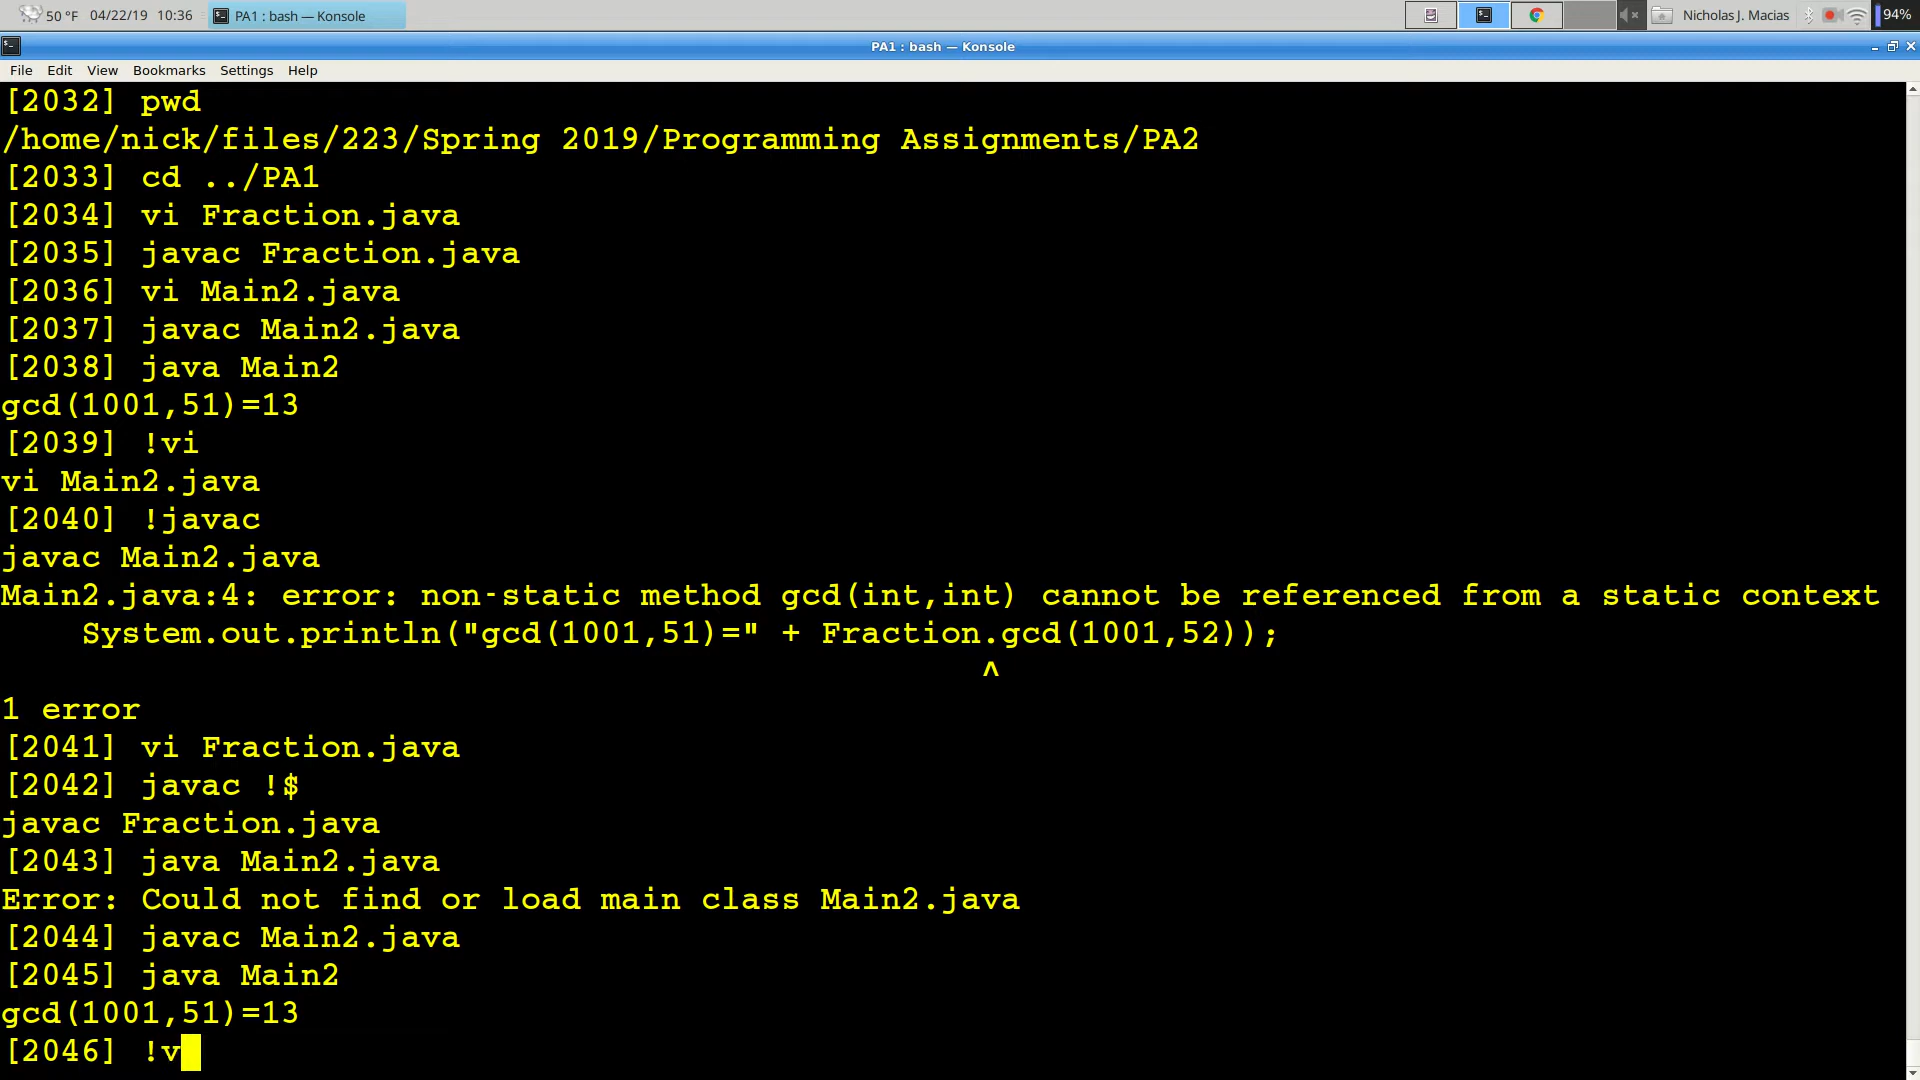 50 °F 04/22/19 10:36 PA1 : bash — Konsole Nicholas J. Macias 94%
PA1 : bash — Konsole
File Edit View Bookmarks Settings Help
[2032] pwd
/home/nick/files/223/Spring 2019/Programming Assignments/PA2
[2033] cd ../PA1
[2034] vi Fraction.java
[2035] javac Fraction.java
[2036] vi Main2.java
[2037] javac Main2.java
[2038] java Main2
gcd(1001,51)=13
[2039] !vi
vi Main2.java
[2040] !javac
javac Main2.java
Main2.java:4: error: non-static method gcd(int,int) cannot be referenced from a static context
    System.out.println("gcd(1001,51)=" + Fraction.gcd(1001,52));
                                                 ^
1 error
[2041] vi Fraction.java
[2042] javac !$
javac Fraction.java
[2043] java Main2.java
Error: Could not find or load main class Main2.java
[2044] javac Main2.java
[2045] java Main2
gcd(1001,51)=13
[2046] !v